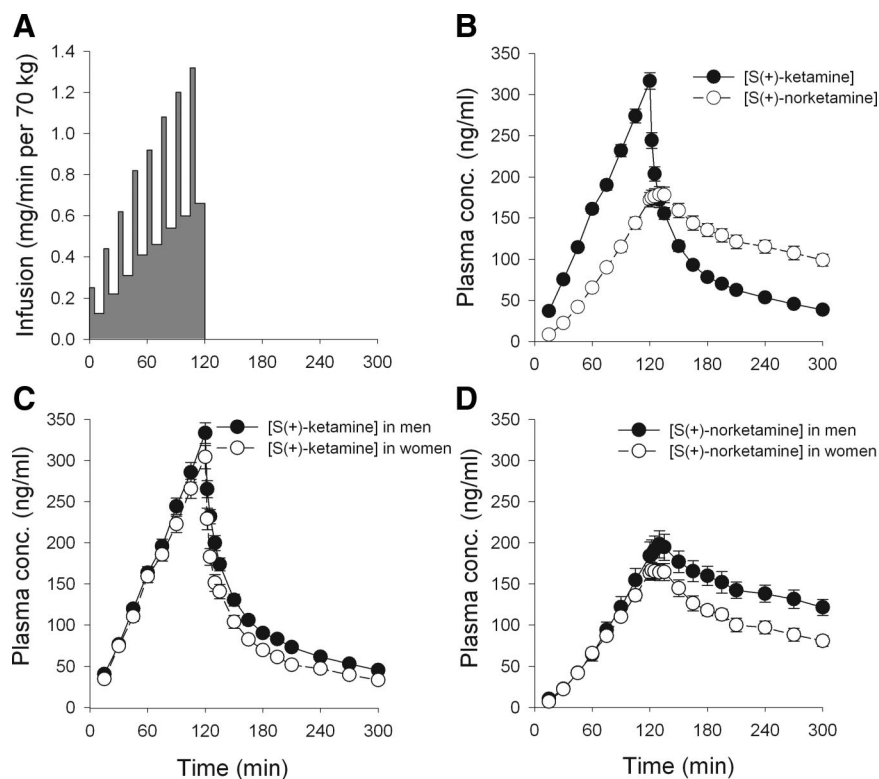 A
Infusion (mg/min per 70 kg)
1.4
1.2
1.0
0.8
0.6
0.4
0.2
0.0
0 60 120 180 240 300
B
Plasma conc. (ng/ml)
350
300
250
200
150
100
50
0
[S(+)-ketamine]
[S(+)-norketamine]
0 60 120 180 240 300
C
Plasma conc. (ng/ml)
350
300
250
200
150
100
50
0
[S(+)-ketamine] in men
[S(+)-ketamine] in women
0 60 120 180 240 300
Time (min)
D
Plasma conc. (ng/ml)
350
300
250
200
150
100
50
0
[S(+)-norketamine] in men
[S(+)-norketamine] in women
0 60 120 180 240 300
Time (min)